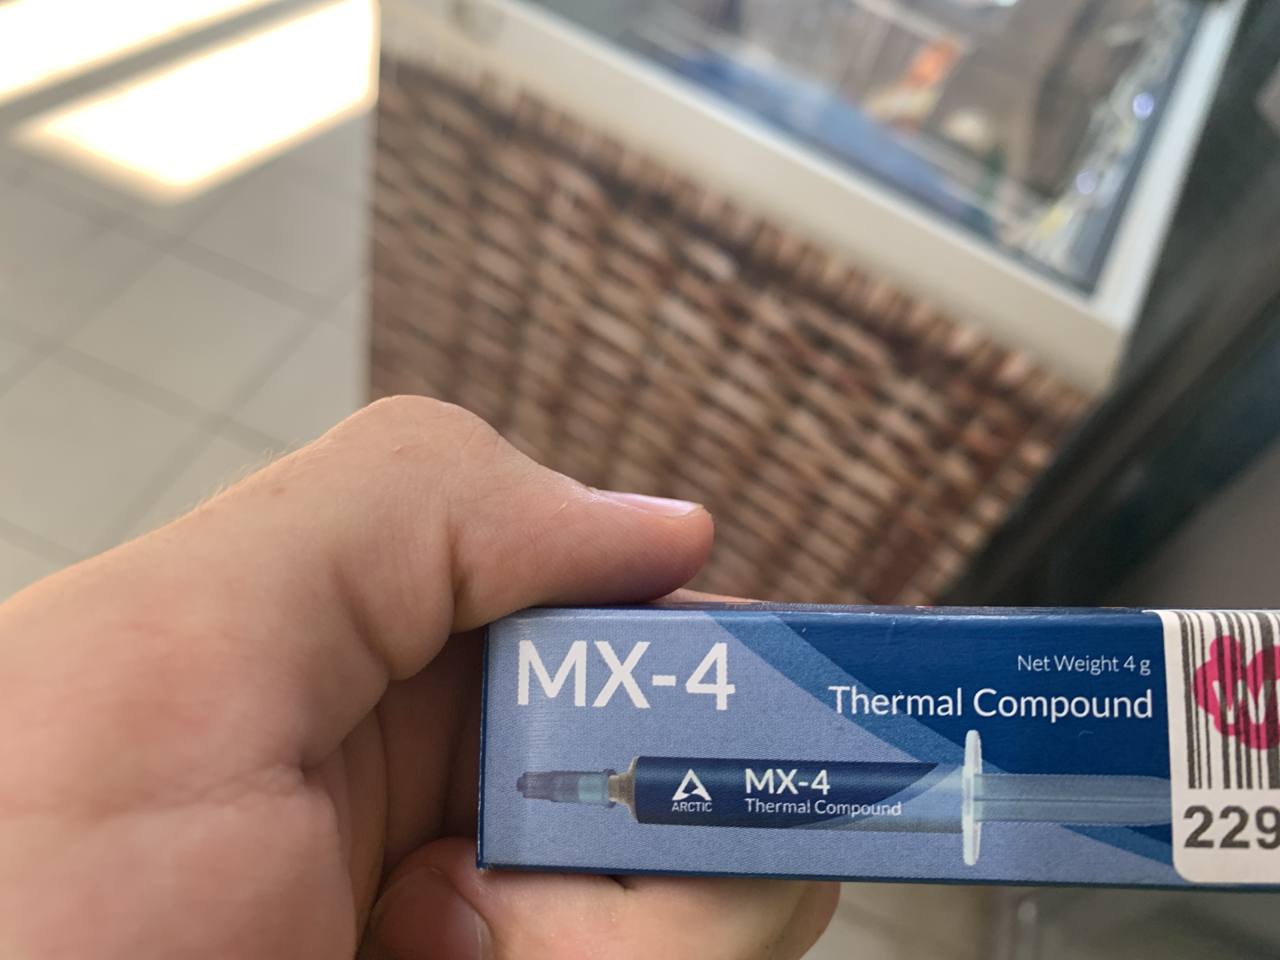 MX-4
Net Weight 4 g
Thermal Compound
ARCTIC
MX-4
Thermal Compound
W
229